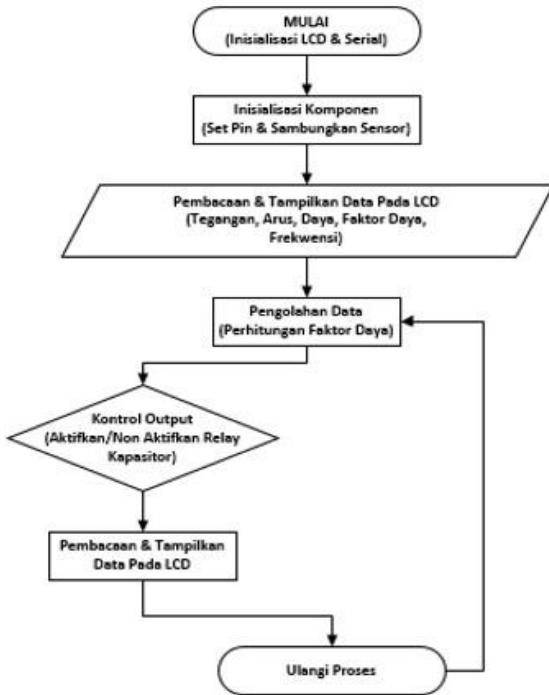 MULAI
(Inisialisasi LCD & Serial)
Inisialisasi Komponen
(Set Pin & Sambungkan Sensor)
Pembacaan & Tampilkan Data Pada LCD
(Tegangan, Arus, Daya, Faktor Daya,
Frekwensi)
Pengolahan Data
(Perhitungan Faktor Daya)
Kontrol Output
(Aktifkan/Non Aktifkan Relay
Kapasitor)
Pembacaan & Tampilkan
Data Pada LCD
Ulangi Proses